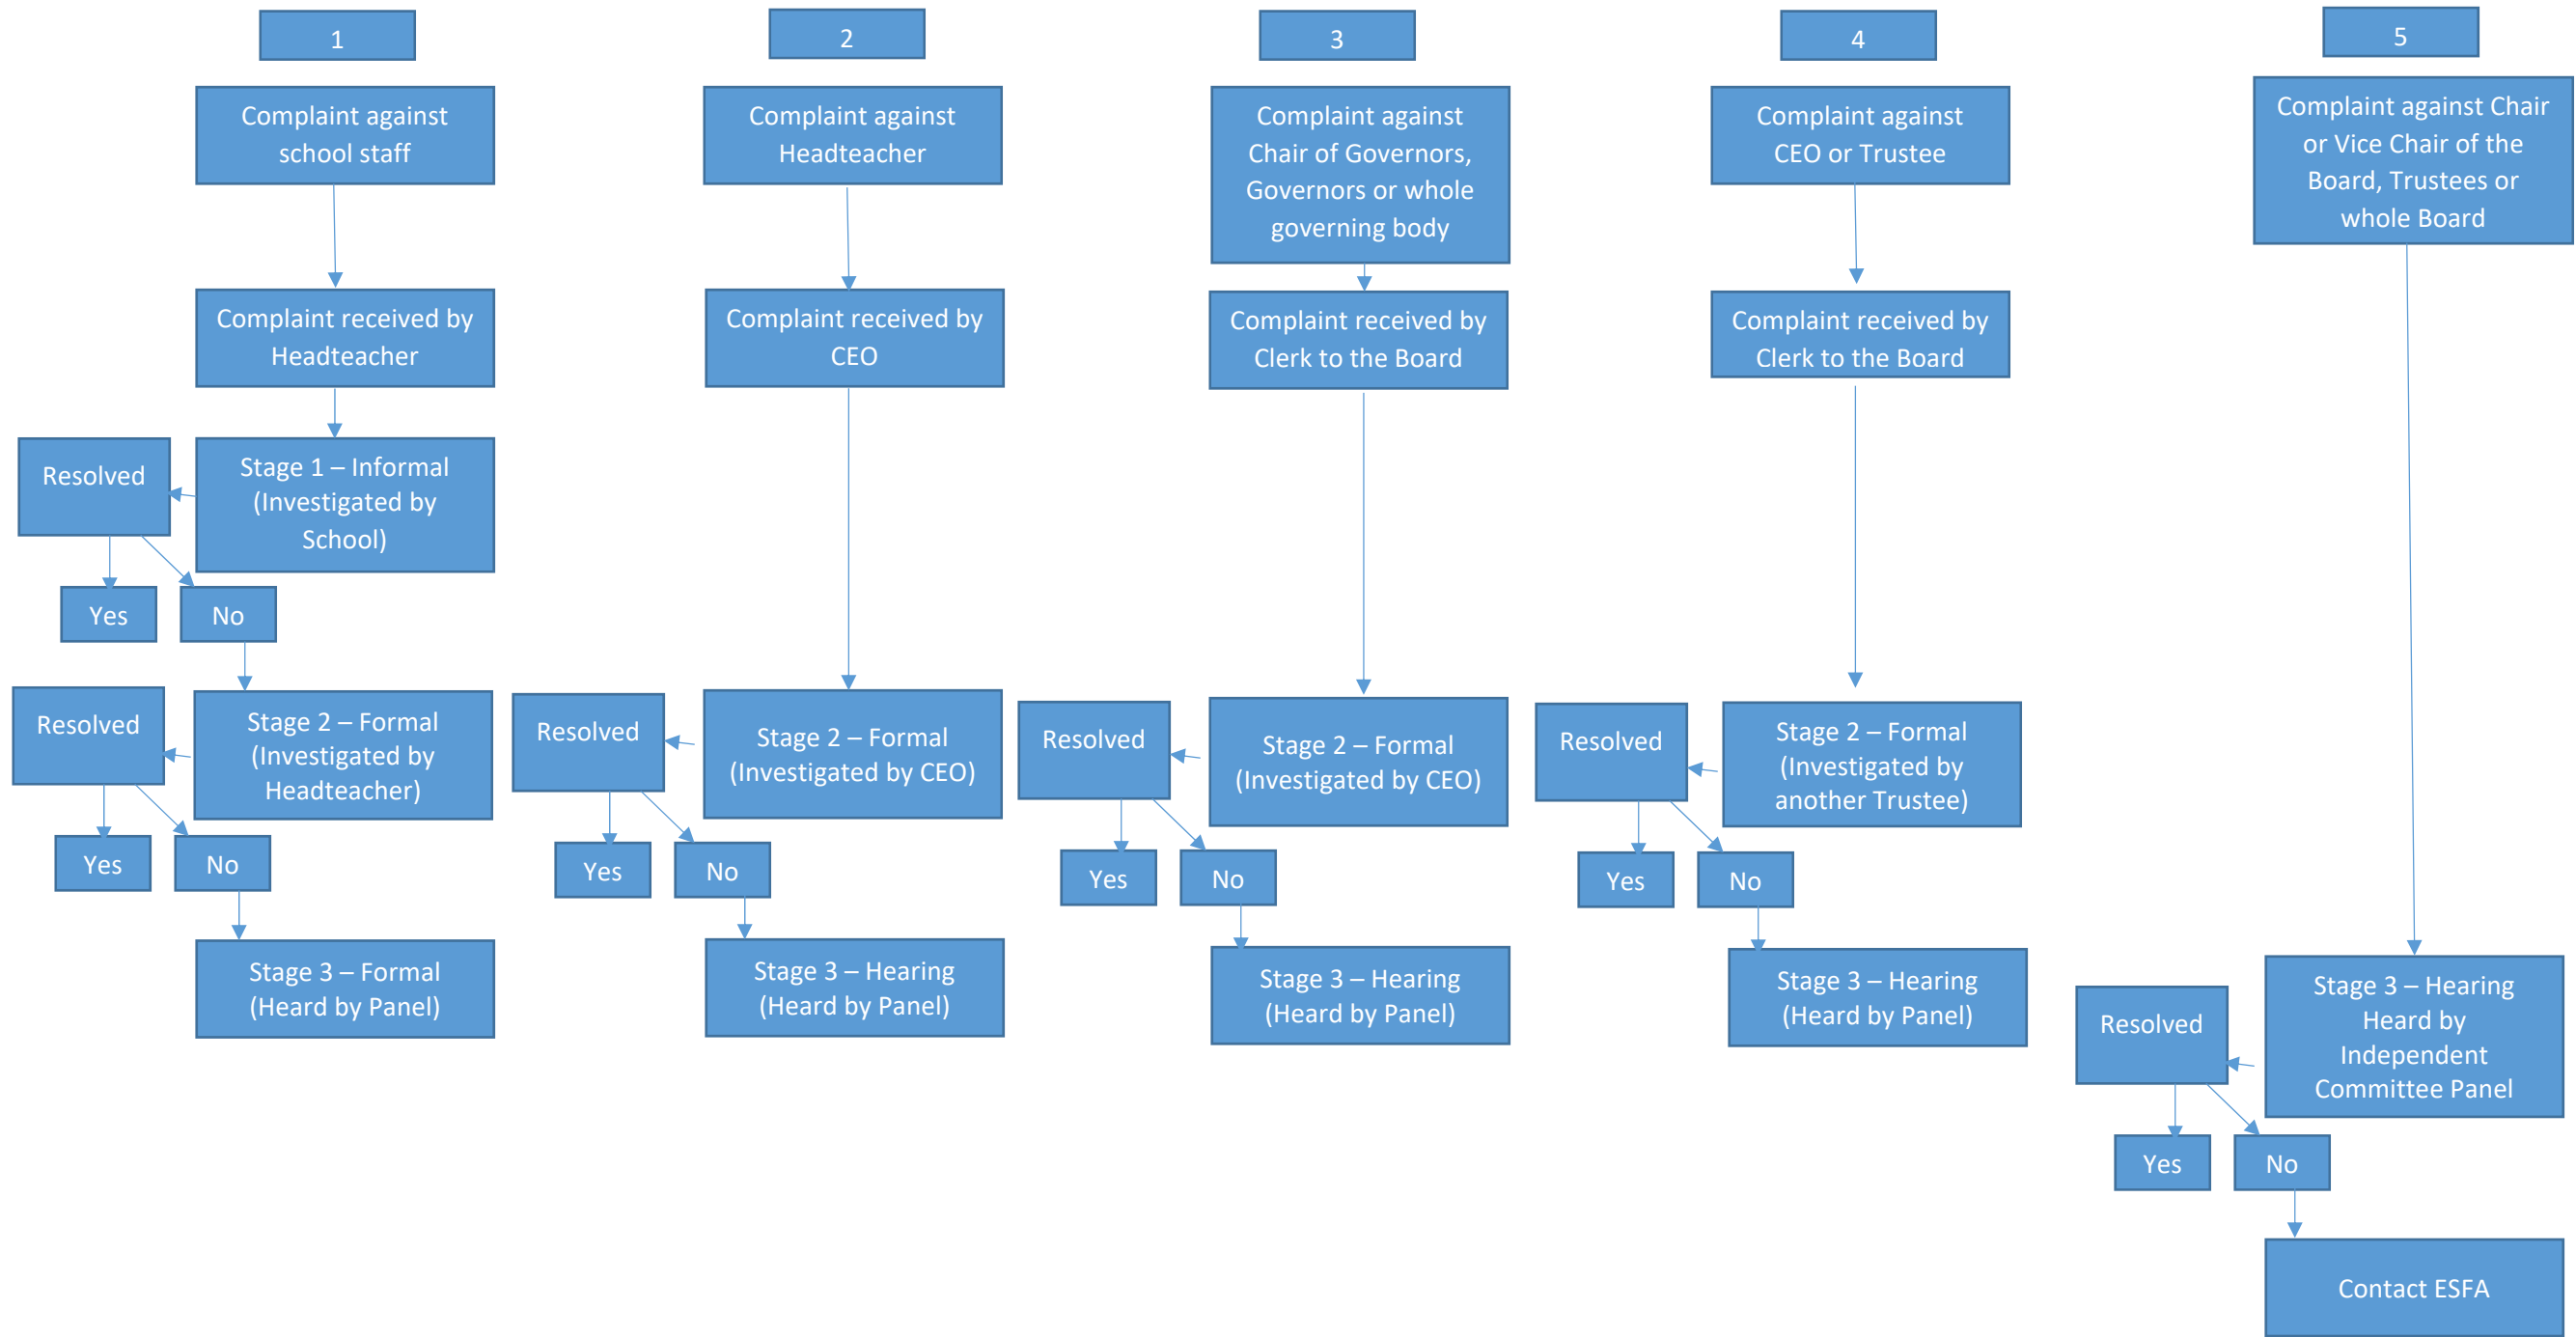 1
Complaint against
school staff
Complaint received by
Headteacher
Stage 1 – Informal
(Investigated by
School)
Resolved
Yes
No
Stage 2 – Formal
(Investigated by
Headteacher)
Resolved
Yes
No
Stage 3 – Formal
(Heard by Panel)
2
Complaint against
Headteacher
Complaint received by
CEO
Stage 2 – Formal
(Investigated by CEO)
Resolved
Yes
No
Stage 3 – Hearing
(Heard by Panel)
3
Complaint against
Chair of Governors,
Governors or whole
governing body
Complaint received by
Clerk to the Board
Stage 2 – Formal
(Investigated by CEO)
Resolved
Yes
No
Stage 3 – Hearing
(Heard by Panel)
4
Complaint against
CEO or Trustee
Complaint received by
Clerk to the Board
Stage 2 – Formal
(Investigated by
another Trustee)
Resolved
Yes
No
Stage 3 – Hearing
(Heard by Panel)
5
Complaint against Chair
or Vice Chair of the
Board, Trustees or
whole Board
Stage 3 – Hearing
Heard by
Independent
Committee Panel
Resolved
Yes
No
Contact ESFA